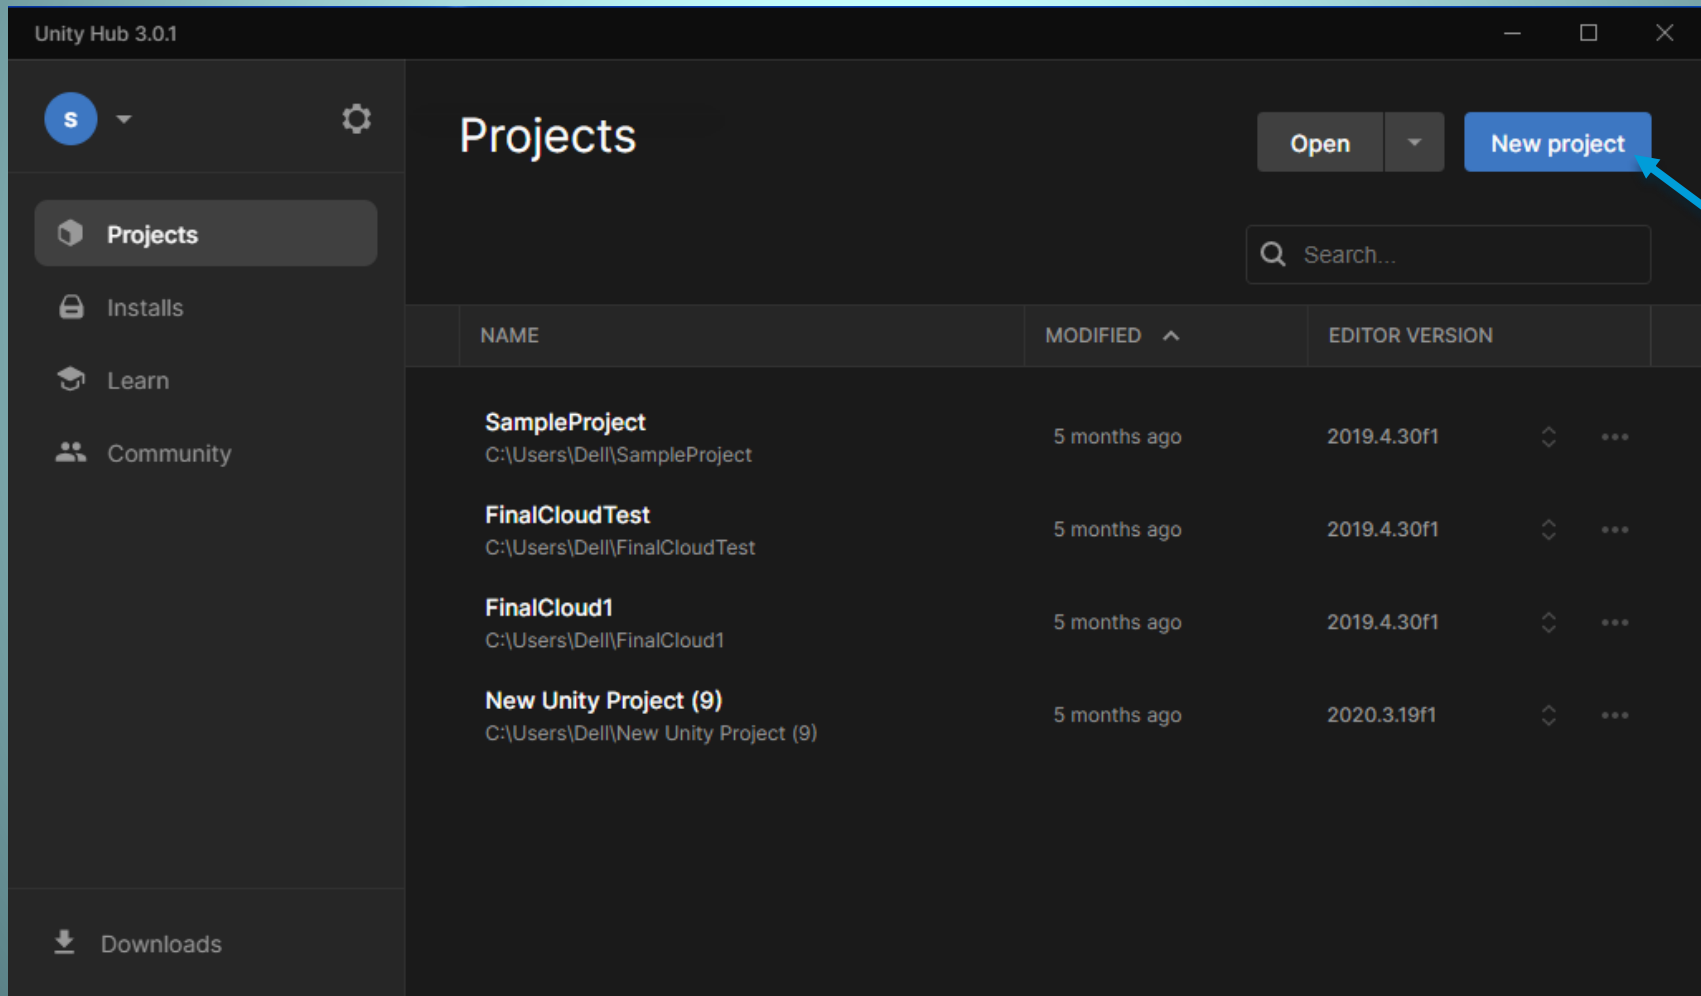 Unity Hub 3.0.1
S
Projects
Installs
Learn
Community
Downloads
Projects
Open
New project
Search...
NAME MODIFIED EDITOR VERSION
SampleProject
C:\Users\Dell\SampleProject
5 months ago 2019.4.30f1
FinalCloudTest
C:\Users\Dell\FinalCloudTest
5 months ago 2019.4.30f1
FinalCloud1
C:\Users\Dell\FinalCloud1
5 months ago 2019.4.30f1
New Unity Project (9)
C:\Users\Dell\New Unity Project (9)
5 months ago 2020.3.19f1